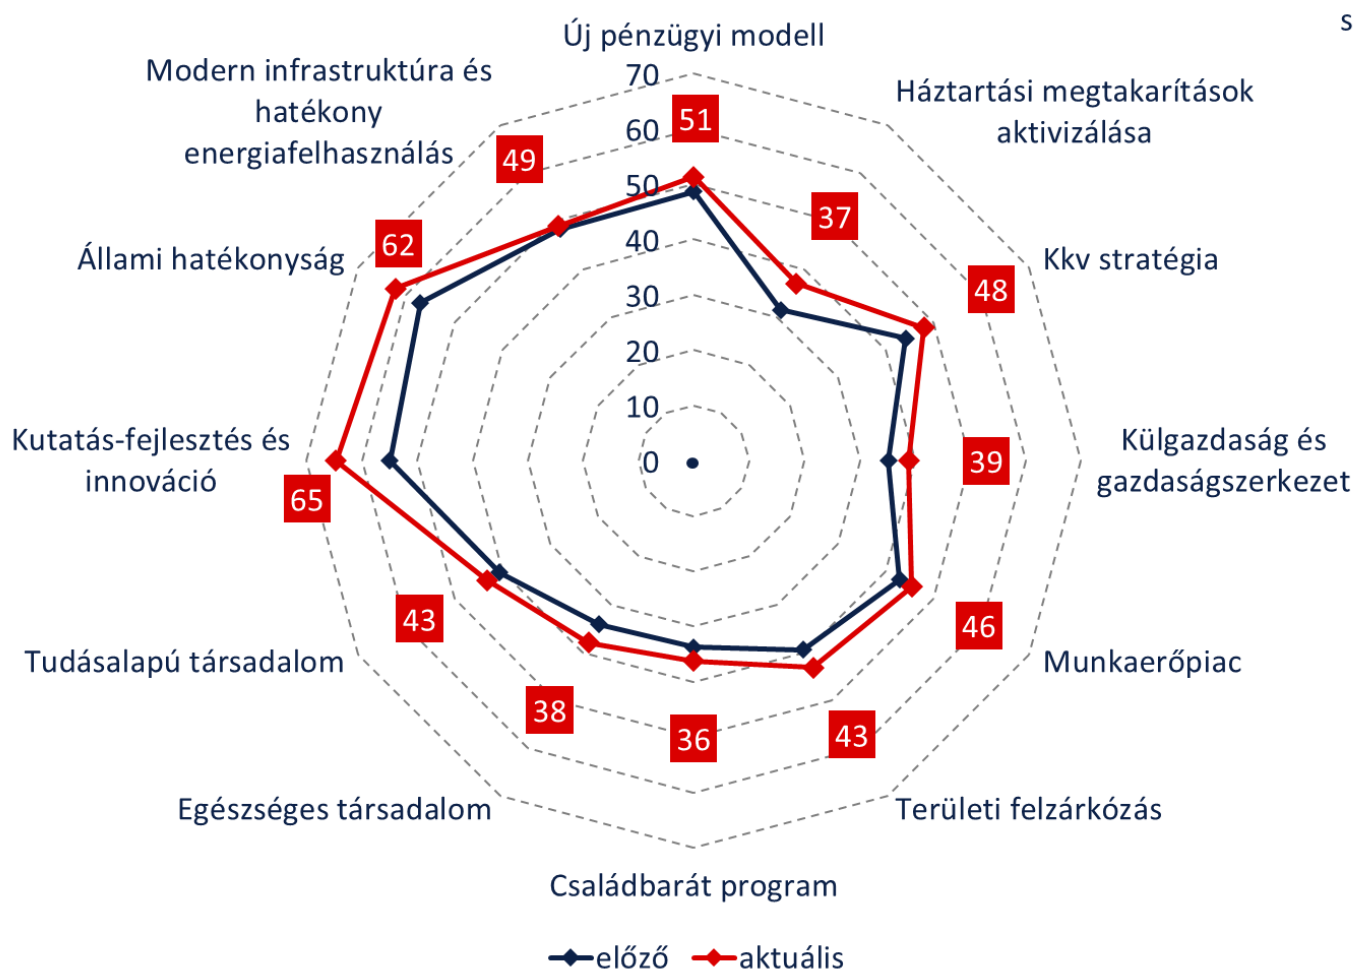 s
Új pénzügyi modell
Modern infrastruktúra és
hatékony
energiafelhasználás
Háztartási megtakarítások
aktivizálása
70
60
50
40
30
20
10
0
51
49
37
62
48
Állami hatékonyság
Kkv stratégia
Kutatás-fejlesztés és
innováció
65
39
Külgazdaság és
gazdaságszerkezet
43
46
Tudásalapú társadalom
Munkaerőpiac
38
36
43
Egészséges társadalom
Területi felzárkózás
Családbarát program
előző
aktuális